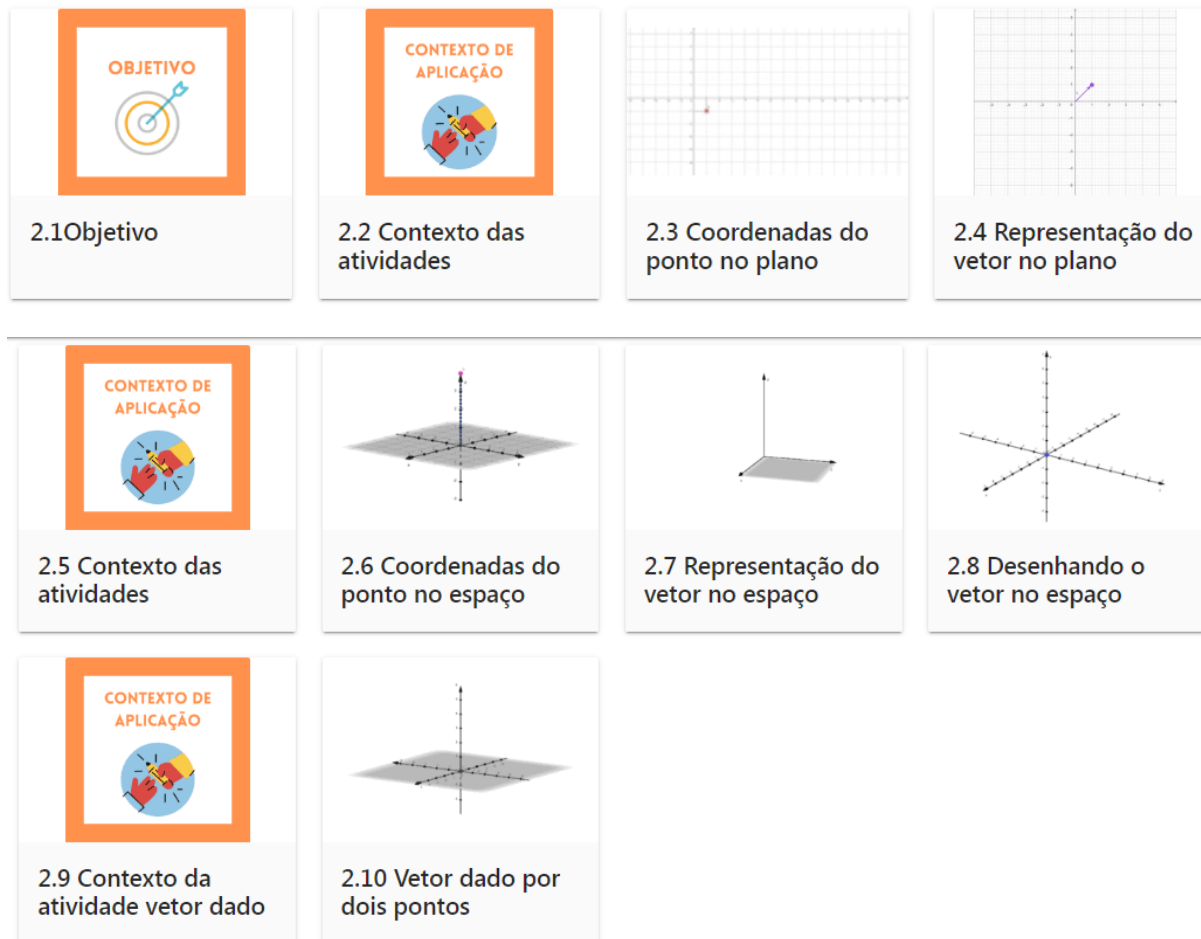 OBJETIVO
2.1Objetivo
CONTEXTO DE
APLICAÇÃO
2.2 Contexto das
atividades
2.3 Coordenadas do
ponto no plano
2.4 Representação do
vetor no plano
CONTEXTO DE
APLICAÇÃO
2.5 Contexto das
atividades
2.6 Coordenadas do
ponto no espaço
2.7 Representação do
vetor no espaço
2.8 Desenhando o
vetor no espaço
CONTEXTO DE
APLICAÇÃO
2.9 Contexto da
atividade vetor dado
2.10 Vetor dado por
dois pontos